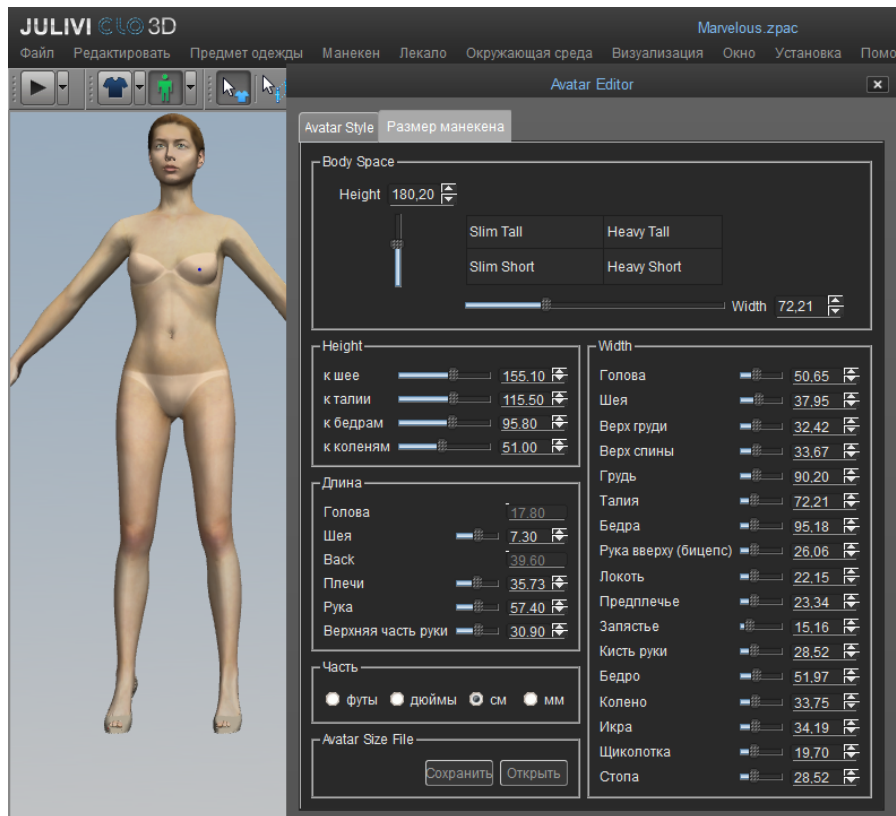 JULIVI CLO 3D
Marvelous.zpac
Файл Редактировать Предмет одежды Манекен Лекало Окружающая среда Визуализация Окно Установка Помо
Avatar Editor
Avatar Style Размер манекена
Body Space
Height 180,20
Slim Tall Heavy Tall
Slim Short Heavy Short
Width 72,21
Height
к шее 155.10
к талии 115.50
к бедрам 95.80
к коленям 51.00
Длина
Голова 17.80
Шея 7.30
Back 39.60
Плечи 35.73
Рука 57.40
Верхняя часть руки 30.90
Часть
футы дюймы см мм
Avatar Size File
Сохранить Открыть
Width
Голова 50,65
Шея 37,95
Верх груди 32,42
Верх спины 33,67
Грудь 90,20
Талия 72,21
Бедра 95,18
Рука вверху (бицепс) 26,06
Локоть 22,15
Предплечье 23,34
Запястье 15,16
Кисть руки 28,52
Бедро 51,97
Колено 33,75
Икра 34,19
Щиколотка 19,70
Стопа 28,52